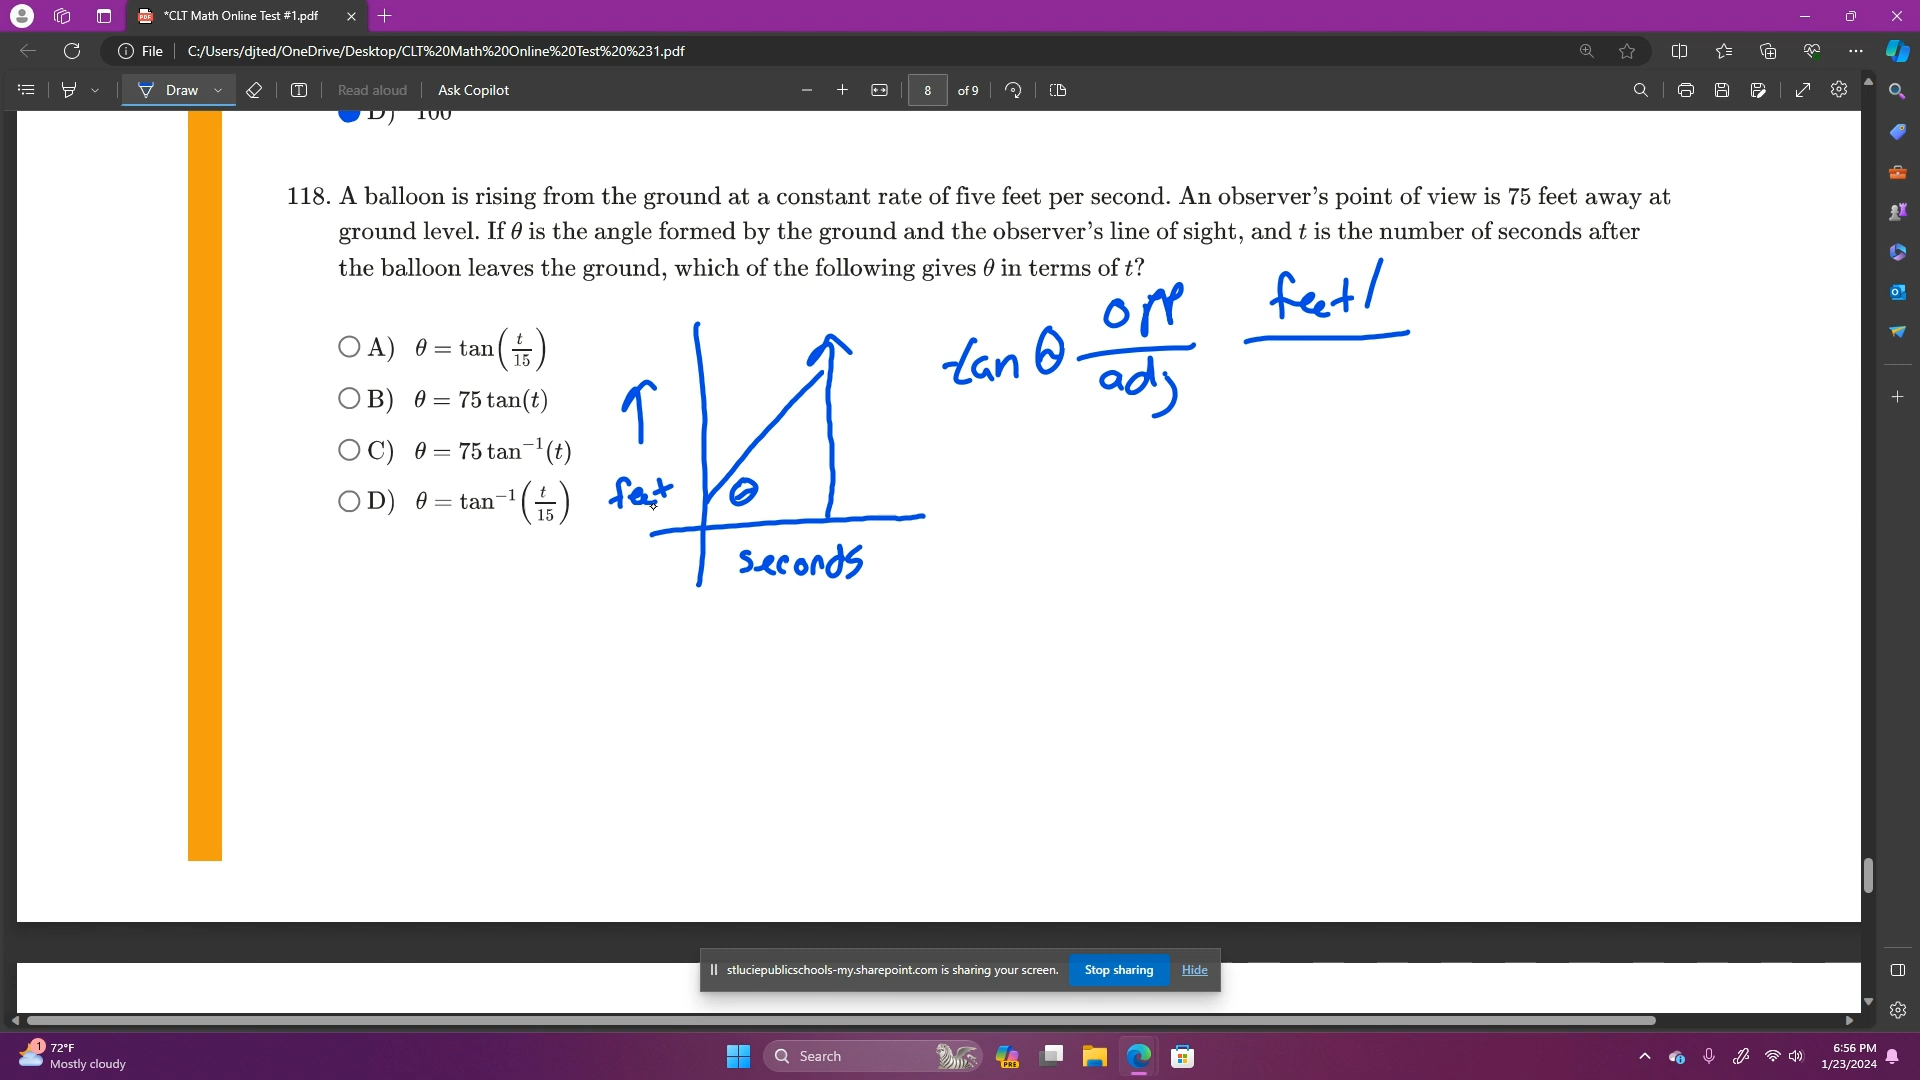 *CLT Math Online Test #1.pdf
File C:/Users/djted/OneDrive/Desktop/CLT%20Math%20Online%20Test%20%231.pdf
Draw Read aloud Ask Copilot 8 of 9
D) 100
118. A balloon is rising from the ground at a constant rate of five feet per second. An observer's point of view is 75 feet away at
ground level. If θ is the angle formed by the ground and the observer's line of sight, and t is the number of seconds after
the balloon leaves the ground, which of the following gives θ in terms of t?
A) θ = tan(t/15)
B) θ = 75 tan(t)
C) θ = 75 tan⁻¹(t)
D) θ = tan⁻¹(t/15)
feet
θ
seconds
tan θ opp/adj
feet/
stluciepublicschools-my.sharepoint.com is sharing your screen. Stop sharing Hide
1 72°F
Mostly cloudy
Search
PRE
6:56 PM
1/23/2024